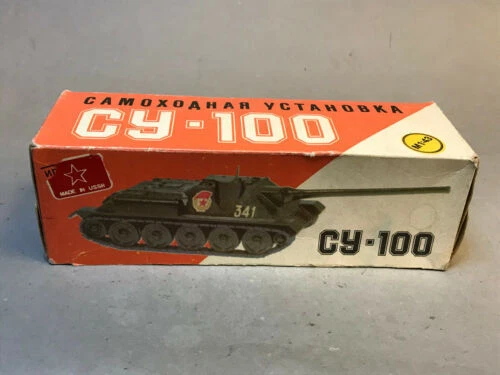 САМОХОДНАЯ УСТАНОВКА
СУ-100
М 1:43
MADE IN USSR
341
СУ-100